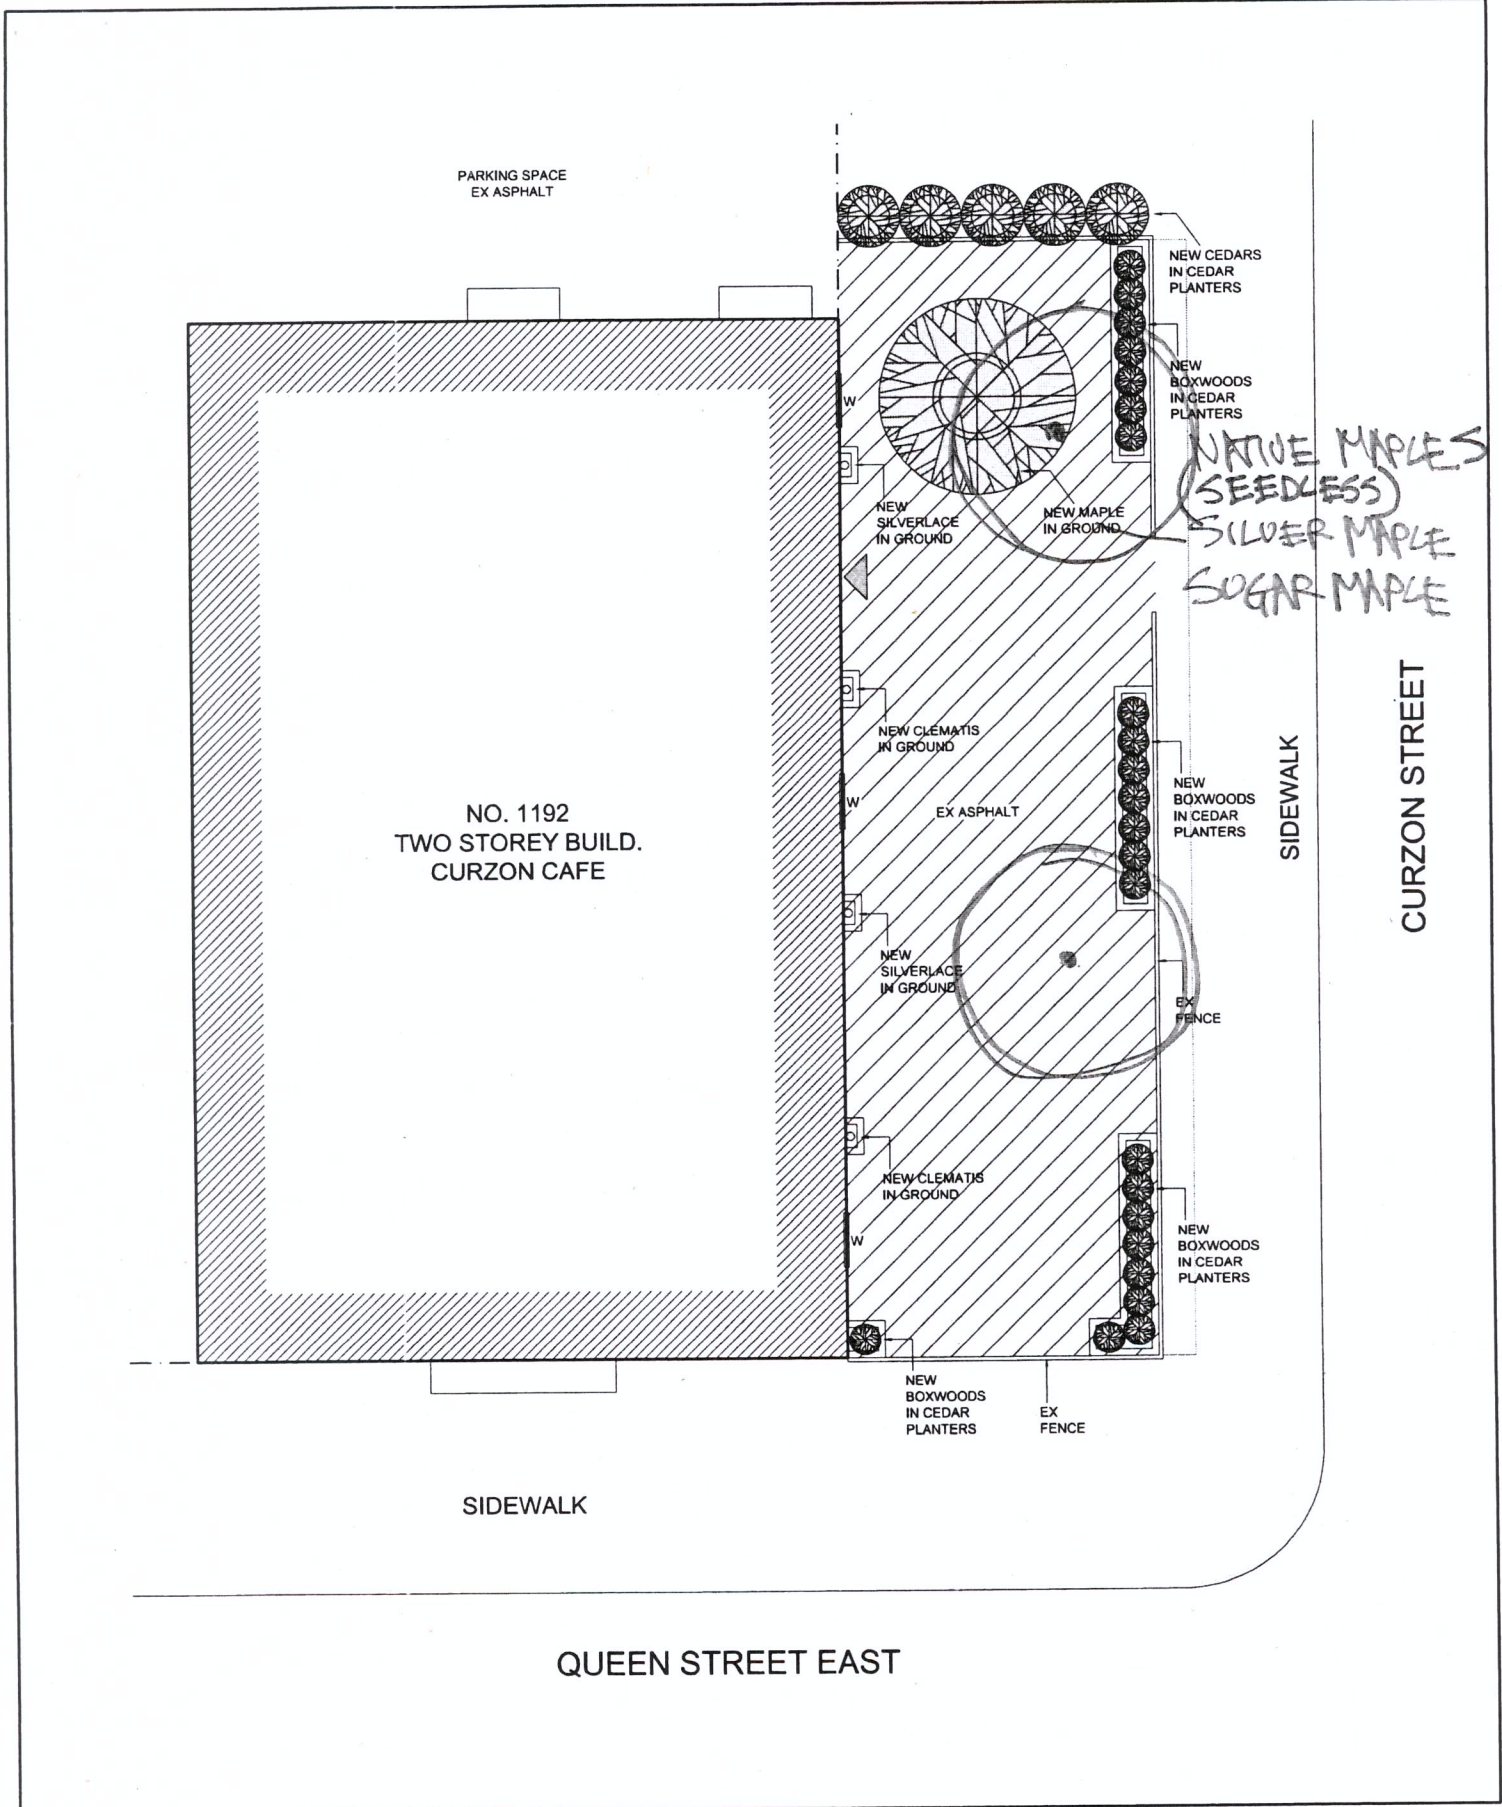 PARKING SPACE
EX ASPHALT
NEW CEDARS
IN CEDAR
PLANTERS
NEW
BOXWOODS
IN CEDAR
PLANTERS
W
NATIVE MAPLES
(SEEDLESS)
SILVER MAPLE
SOGAR MAPLE
NEW
SILVERLACE
IN GROUND
NEW MAPLE
IN GROUND
NEW CLEMATIS
IN GROUND
W
EX ASPHALT
NEW
BOXWOODS
IN CEDAR
PLANTERS
SIDEWALK
CURZON STREET
NO. 1192
TWO STOREY BUILD.
CURZON CAFE
NEW
SILVERLACE
IN GROUND
EX
FENCE
NEW CLEMATIS
IN GROUND
W
NEW
BOXWOODS
IN CEDAR
PLANTERS
NEW
BOXWOODS
IN CEDAR
PLANTERS
EX
FENCE
SIDEWALK
QUEEN STREET EAST